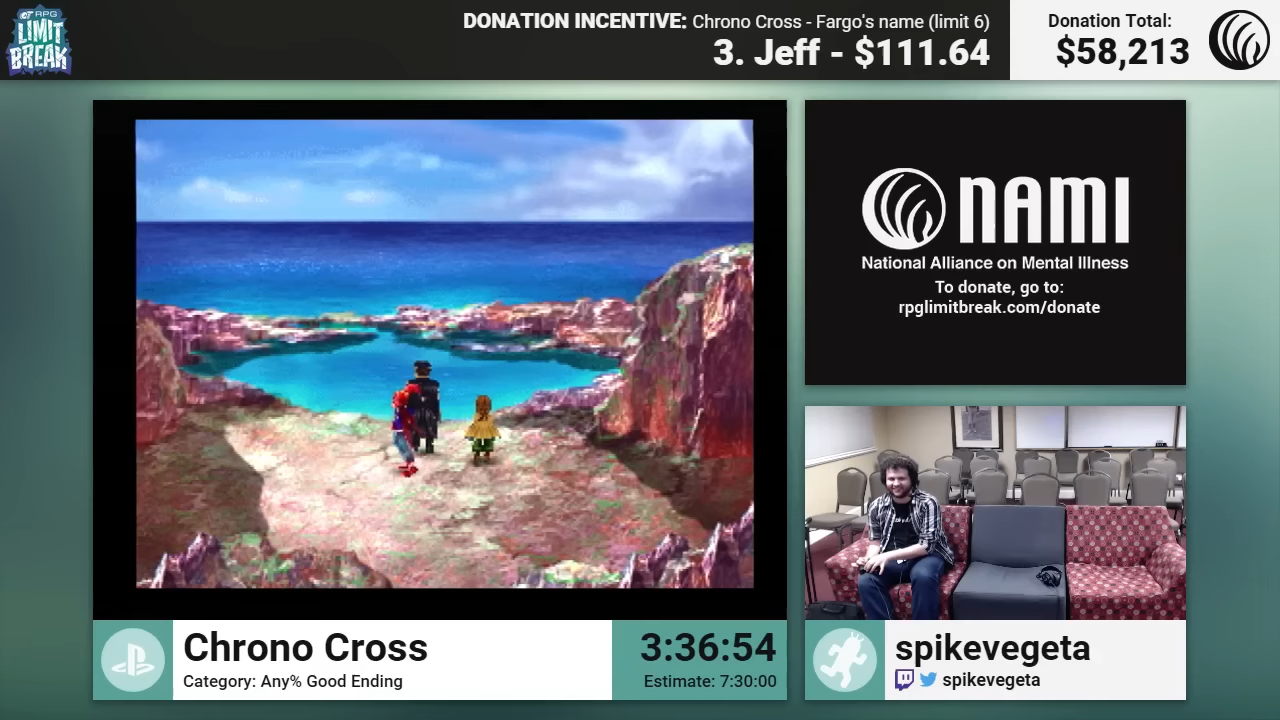 RPG
LIMIT
BREAK
DONATION INCENTIVE: Chrono Cross - Fargo's name (limit 6)
3. Jeff - $111.64
Donation Total:
$58,213
NAMI
National Alliance on Mental Illness
To donate, go to:
rpglimitbreak.com/donate
Chrono Cross
Category: Any% Good Ending
3:36:54
Estimate: 7:30:00
spikevegeta
spikevegeta